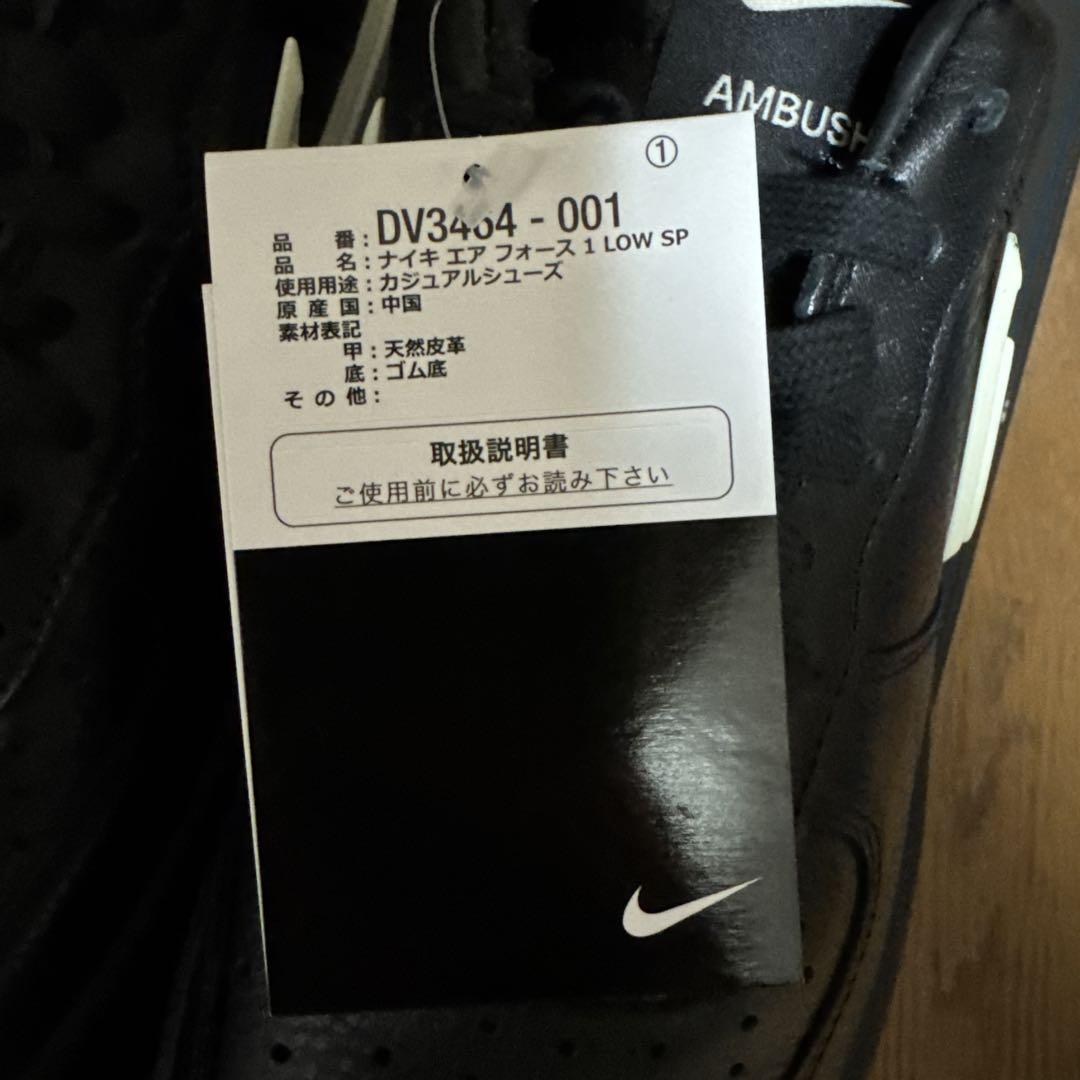 AMBUSH
①
品 番：DV3464 - 001
品 名：ナイキ エア フォース 1 LOW SP
使用用途：カジュアルシューズ
原 産 国：中国
素材表記
甲：天然皮革
底：ゴム底
そ の 他：
取扱説明書
ご使用前に必ずお読み下さい